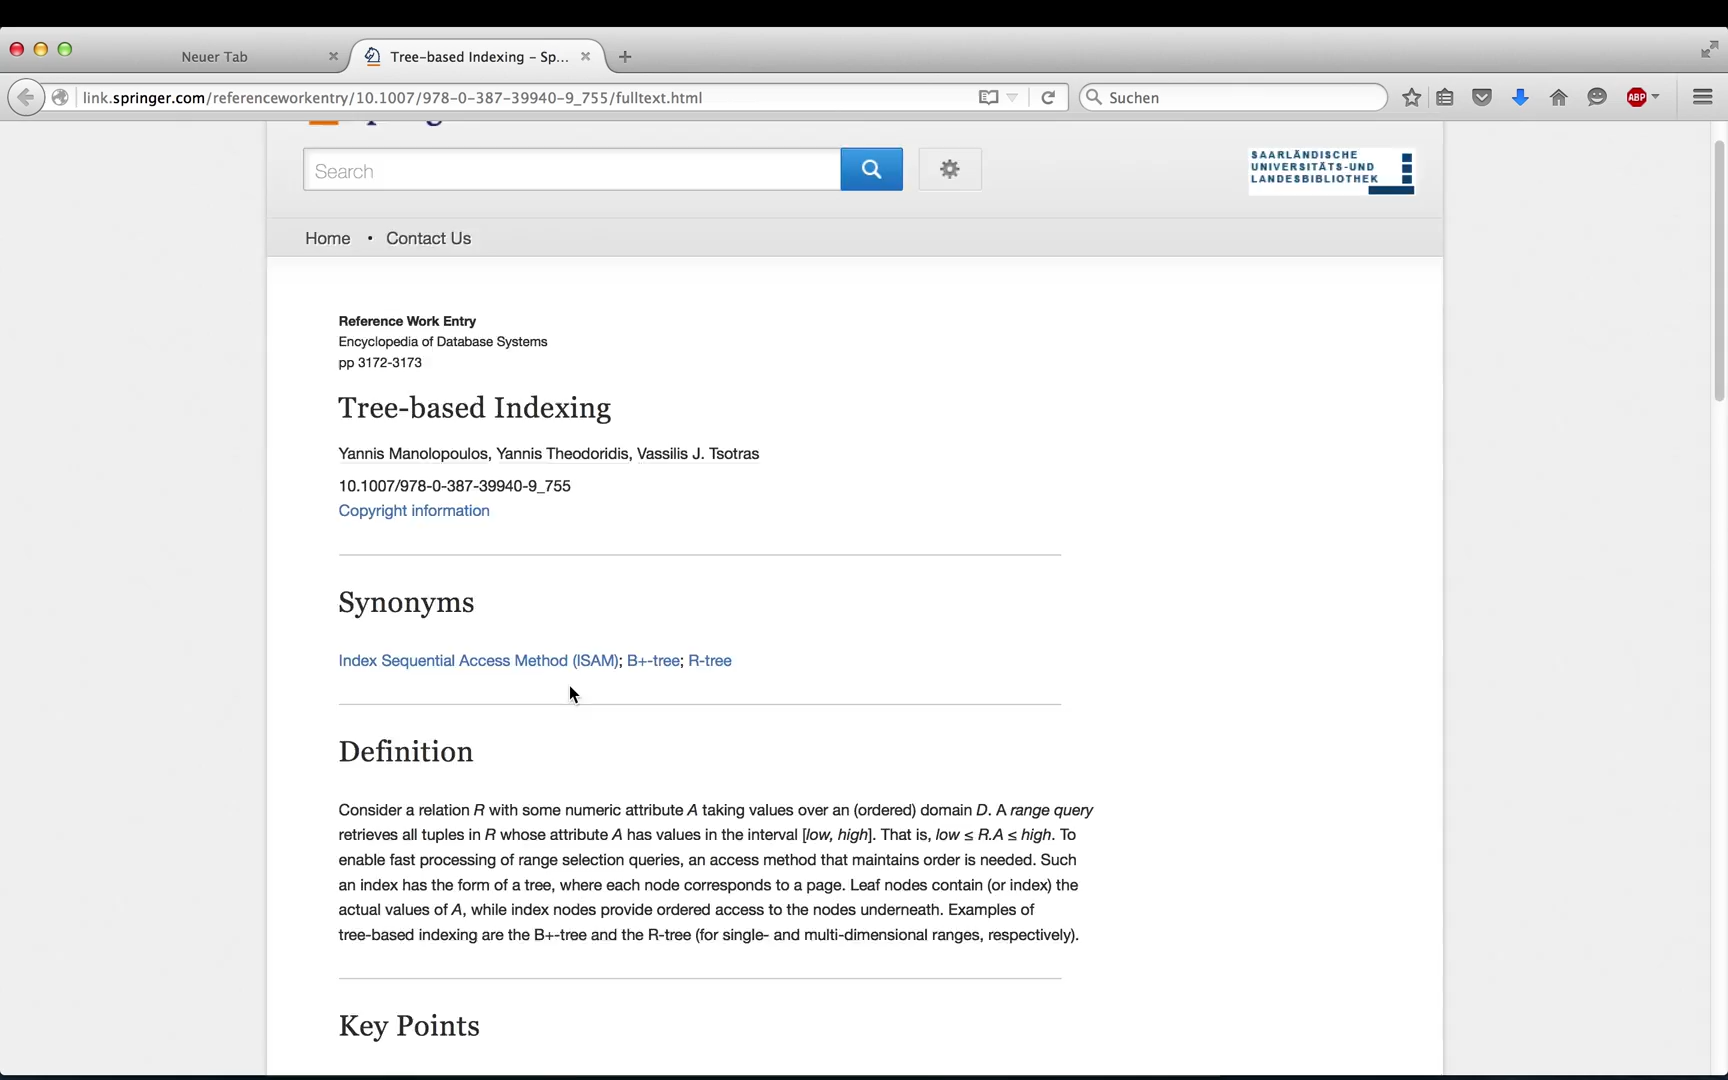 Neuer Tab
Tree-based Indexing – Sp...
link.springer.com/referenceworkentry/10.1007/978-0-387-39940-9_755/fulltext.html
Suchen
ABP
Search
SAARLÄNDISCHE
UNIVERSITÄTS-UND
LANDESBIBLIOTHEK
Home • Contact Us
Reference Work Entry
Encyclopedia of Database Systems
pp 3172-3173
Tree-based Indexing
Yannis Manolopoulos, Yannis Theodoridis, Vassilis J. Tsotras
10.1007/978-0-387-39940-9_755
Copyright information
Synonyms
Index Sequential Access Method (ISAM); B+-tree; R-tree
Definition
Consider a relation R with some numeric attribute A taking values over an (ordered) domain D. A range query
retrieves all tuples in R whose attribute A has values in the interval [low, high]. That is, low ≤ R.A ≤ high. To
enable fast processing of range selection queries, an access method that maintains order is needed. Such
an index has the form of a tree, where each node corresponds to a page. Leaf nodes contain (or index) the
actual values of A, while index nodes provide ordered access to the nodes underneath. Examples of
tree-based indexing are the B+-tree and the R-tree (for single- and multi-dimensional ranges, respectively).
Key Points